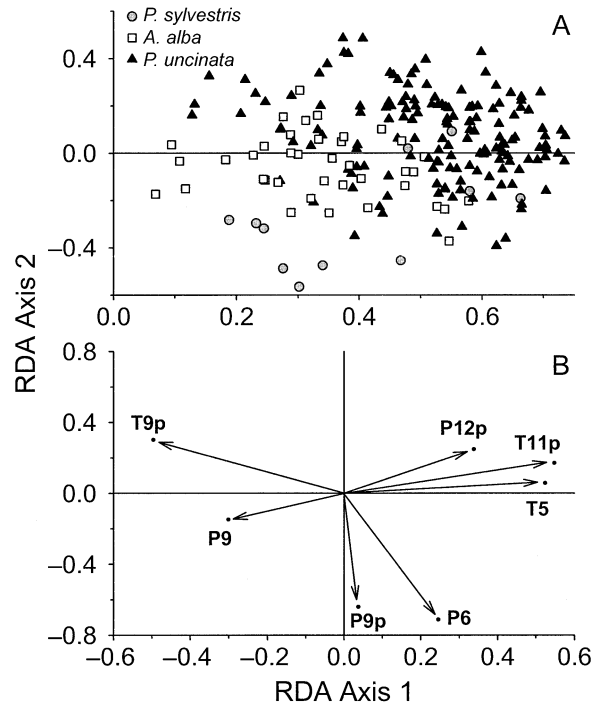 P. sylvestris
A. alba
P. uncinata
A
0.4
0.0
−0.4
0.0 0.2 0.4 0.6
RDA Axis 2
0.8
B
T9p
P12p
T11p
0.4
T5
0.0
P9
−0.4
P9p
P6
−0.8
−0.6 −0.4 −0.2 0.0 0.2 0.4 0.6
RDA Axis 1